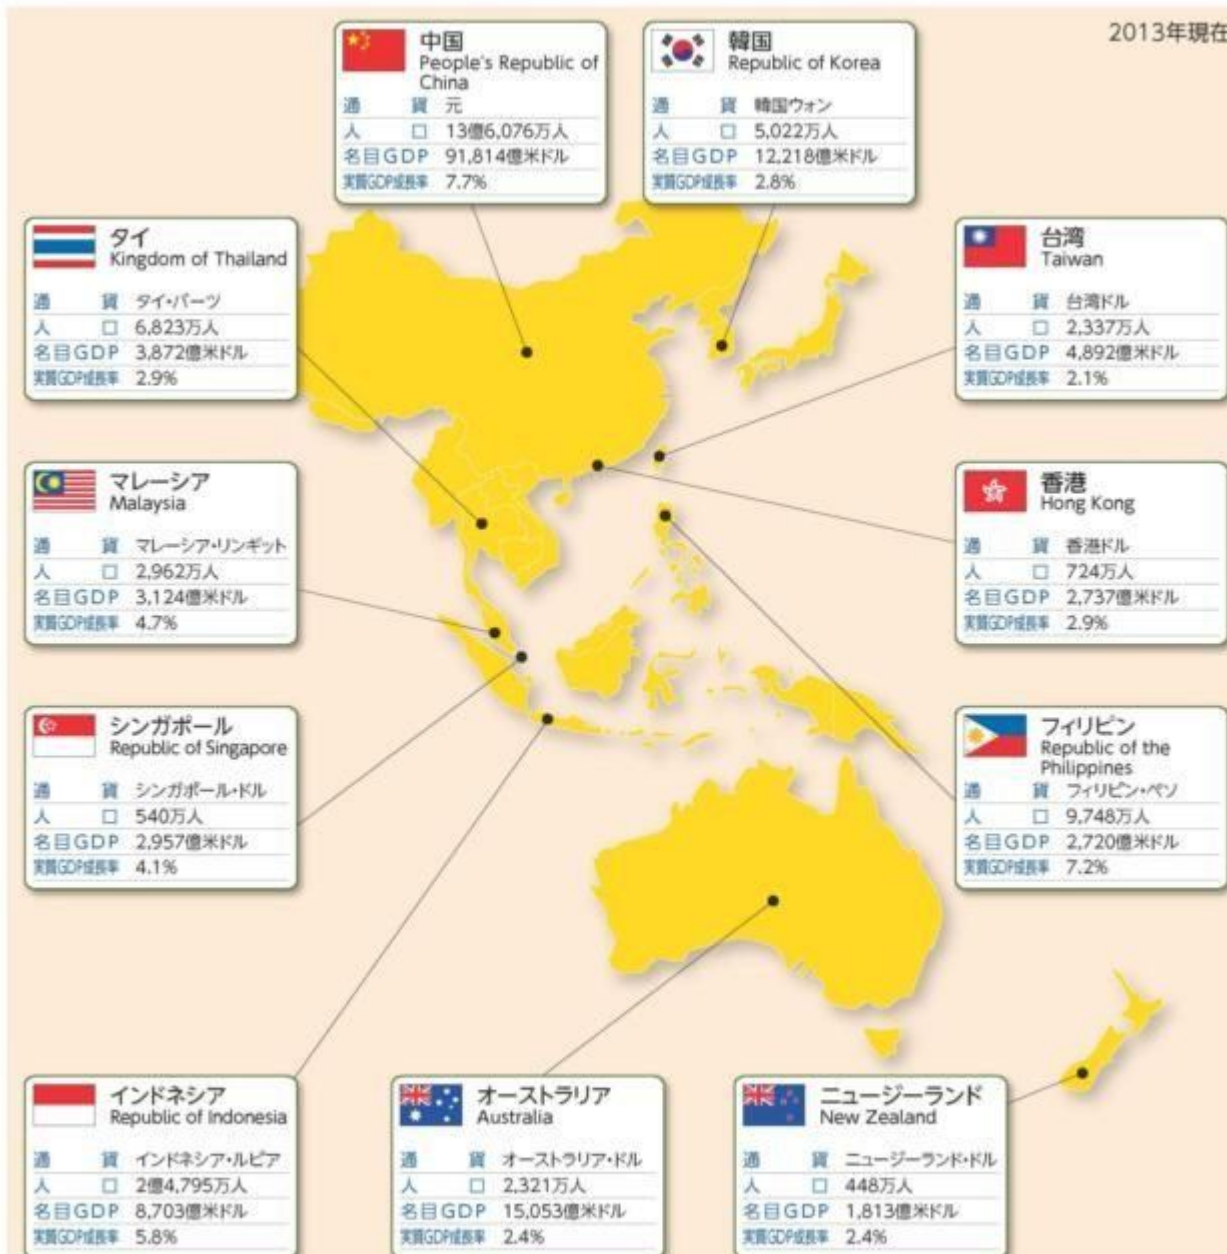 2013年現在
中国
People's Republic of
China
通貨 元
人口 13億6,076万人
名目GDP 91,814億米ドル
実質GDP成長率 7.7%
韓国
Republic of Korea
通貨 韓国ウォン
人口 5,022万人
名目GDP 12,218億米ドル
実質GDP成長率 2.8%
タイ
Kingdom of Thailand
通貨 タイ・バーツ
人口 6,823万人
名目GDP 3,872億米ドル
実質GDP成長率 2.9%
台湾
Taiwan
通貨 台湾ドル
人口 2,337万人
名目GDP 4,892億米ドル
実質GDP成長率 2.1%
マレーシア
Malaysia
通貨 マレーシア・リンギット
人口 2,962万人
名目GDP 3,124億米ドル
実質GDP成長率 4.7%
香港
Hong Kong
通貨 香港ドル
人口 724万人
名目GDP 2,737億米ドル
実質GDP成長率 2.9%
シンガポール
Republic of Singapore
通貨 シンガポール・ドル
人口 540万人
名目GDP 2,957億米ドル
実質GDP成長率 4.1%
フィリピン
Republic of the
Philippines
通貨 フィリピン・ペソ
人口 9,748万人
名目GDP 2,720億米ドル
実質GDP成長率 7.2%
インドネシア
Republic of Indonesia
通貨 インドネシア・ルピア
人口 2億4,795万人
名目GDP 8,703億米ドル
実質GDP成長率 5.8%
オーストラリア
Australia
通貨 オーストラリア・ドル
人口 2,321万人
名目GDP 15,053億米ドル
実質GDP成長率 2.4%
ニュージーランド
New Zealand
通貨 ニュージーランド・ドル
人口 448万人
名目GDP 1,813億米ドル
実質GDP成長率 2.4%